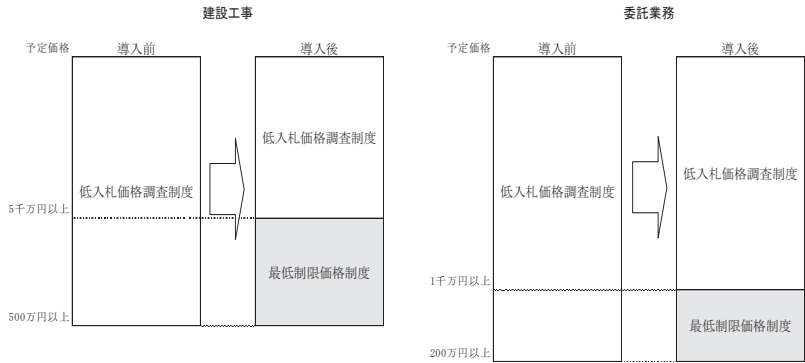 建設工事
予定価格
導入前
導入後
低入札価格調査制度
低入札価格調査制度
5千万円以上
最低制限価格制度
500万円以上
委託業務
予定価格
導入前
導入後
低入札価格調査制度
低入札価格調査制度
1千万円以上
最低制限価格制度
200万円以上